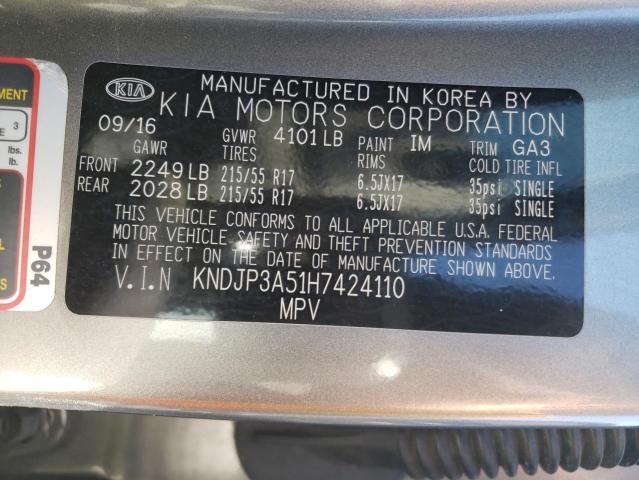 KIA
MANUFACTURED IN KOREA BY
KIA MOTORS CORPORATION
09/16 GVWR 4101 LB PAINT IM TRIM GA3
GAWR TIRES RIMS COLD TIRE INFL
FRONT 2249 LB 215/55 R17 6.5JX17 35psi SINGLE
REAR 2028 LB 215/55 R17 6.5JX17 35psi SINGLE
THIS VEHICLE CONFORMS TO ALL APPLICABLE U.S.A. FEDERAL
MOTOR VEHICLE SAFETY AND THEFT PREVENTION STANDARDS
IN EFFECT ON THE DATE OF MANUFACTURE SHOWN ABOVE.
V.I.N KNDJP3A51H7424110
MPV
3
lbs.
lb.
P64